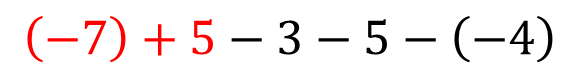 (−7) + 5 − 3 − 5 − (−4)